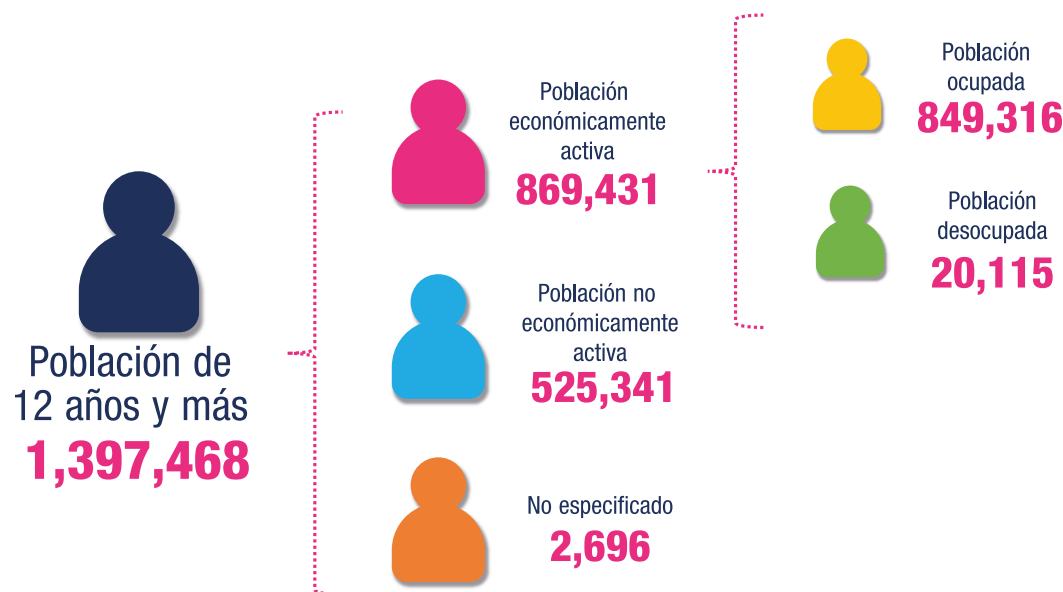 Población de
12 años y más
1,397,468
Población
económicamente
activa
869,431
Población no
económicamente
activa
525,341
No especificado
2,696
Población
ocupada
849,316
Población
desocupada
20,115